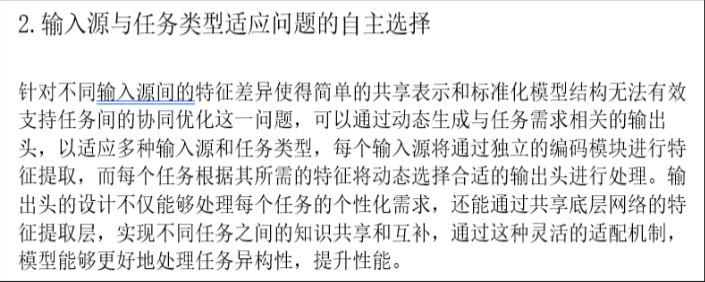 2.输入源与任务类型适应问题的自主选择
针对不同输入源间的特征差异使得简单的共享表示和标准化模型结构无法有效
支持任务间的协同优化这一问题，可以通过动态生成与任务需求相关的输出
头，以适应多种输入源和任务类型，每个输入源将通过独立的编码模块进行特
征提取，而每个任务根据其所需的特征将动态选择合适的输出头进行处理。输
出头的设计不仅能够处理每个任务的个性化需求，还能通过共享底层网络的特
征提取层，实现不同任务之间的知识共享和互补，通过这种灵活的适配机制，
模型能够更好地处理任务异构性，提升性能。